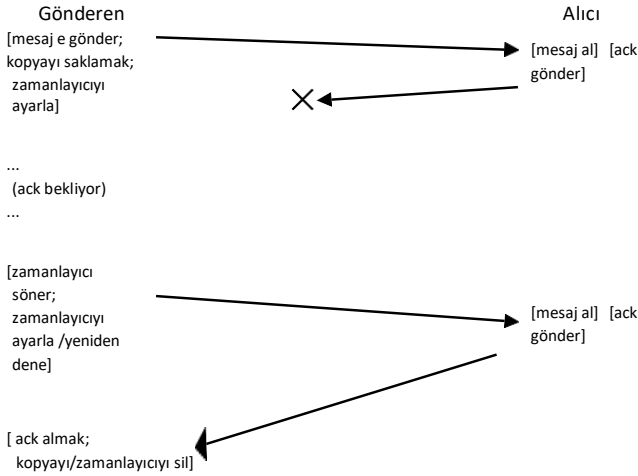 Gönderen
Alıcı
[mesaj e gönder;
kopyayı saklamak;
zamanlayıcıyı
ayarla]
[mesaj al] [ack
gönder]
...
(ack bekliyor)
...
[zamanlayıcı
söner;
zamanlayıcıyı
ayarla /yeniden
dene]
[mesaj al] [ack
gönder]
[ ack almak;
kopyayı/zamanlayıcıyı sil]